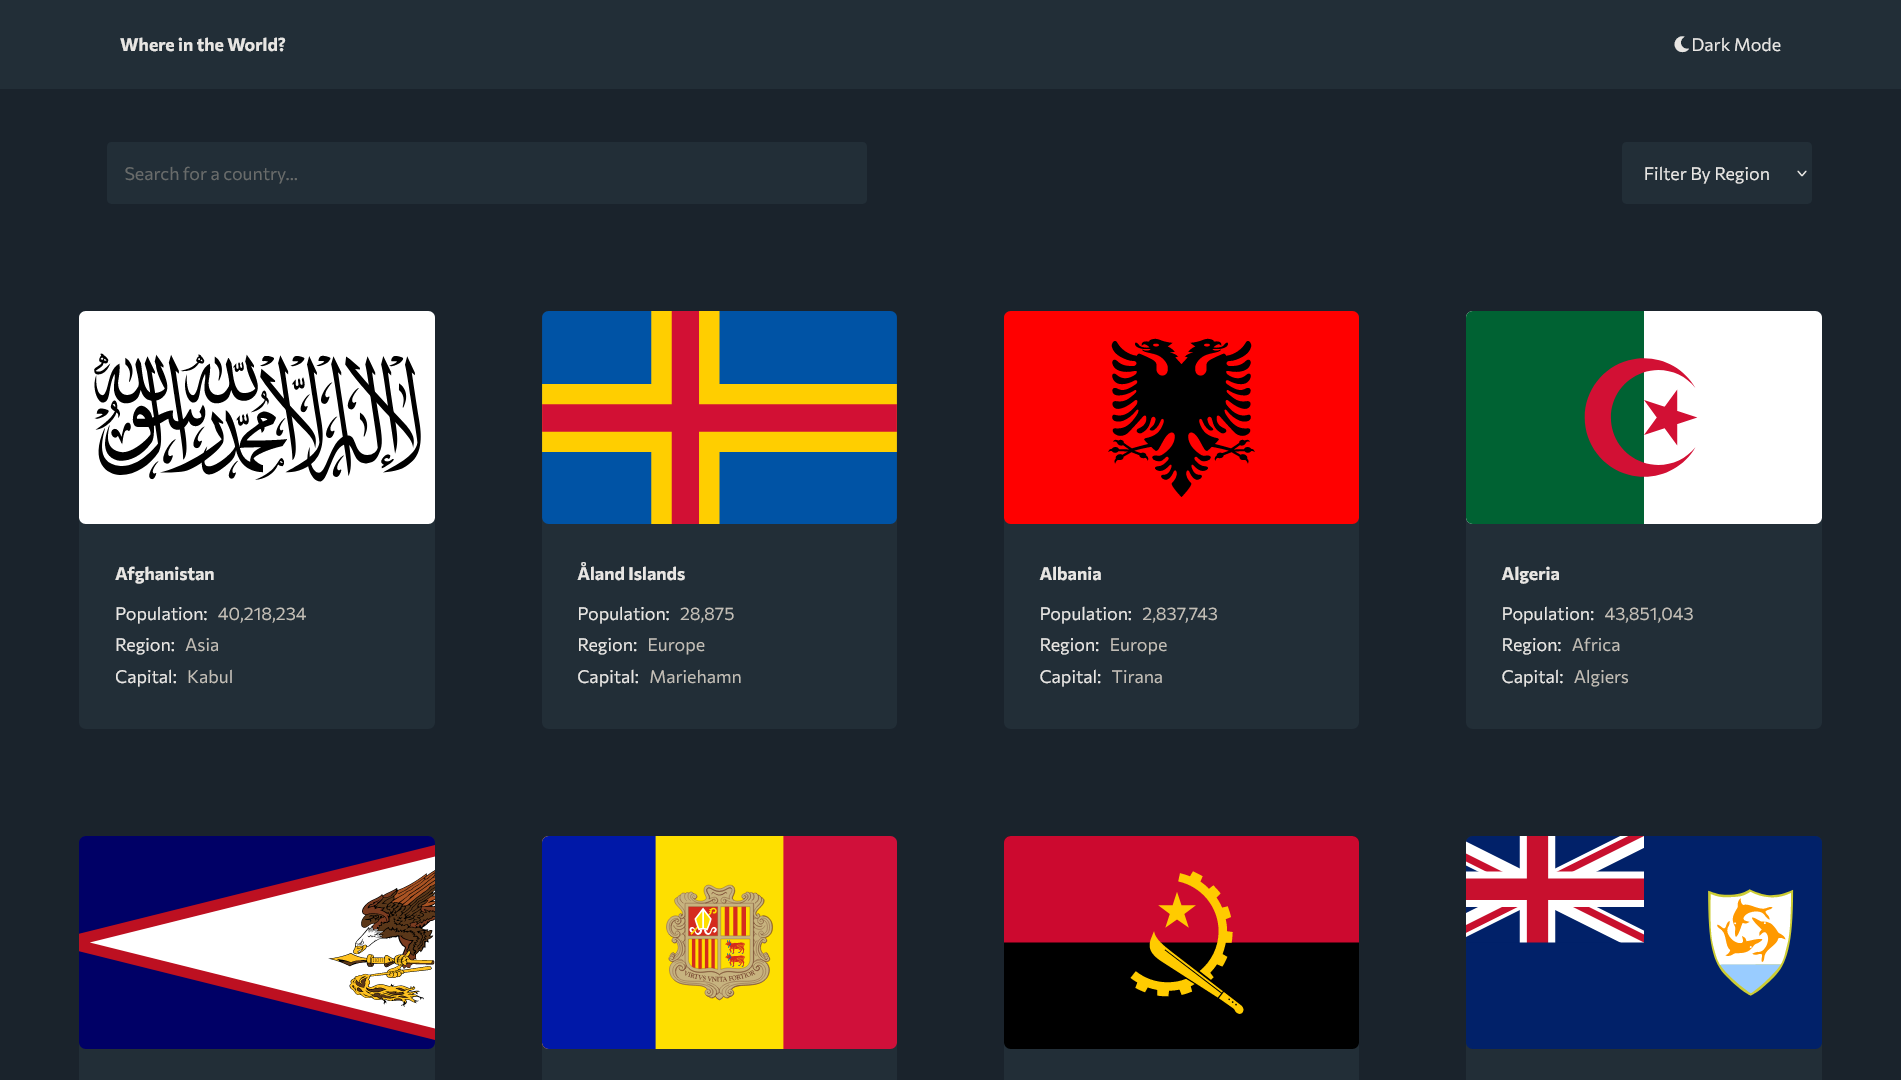 Where in the World?
Dark Mode
Search for a country...
Filter By Region
لا إله إلا الله محمد رسول الله
Afghanistan
Population: 40,218,234
Region: Asia
Capital: Kabul
Åland Islands
Population: 28,875
Region: Europe
Capital: Mariehamn
Albania
Population: 2,837,743
Region: Europe
Capital: Tirana
Algeria
Population: 43,851,043
Region: Africa
Capital: Algiers
VIRTVS VNITA FORTIOR